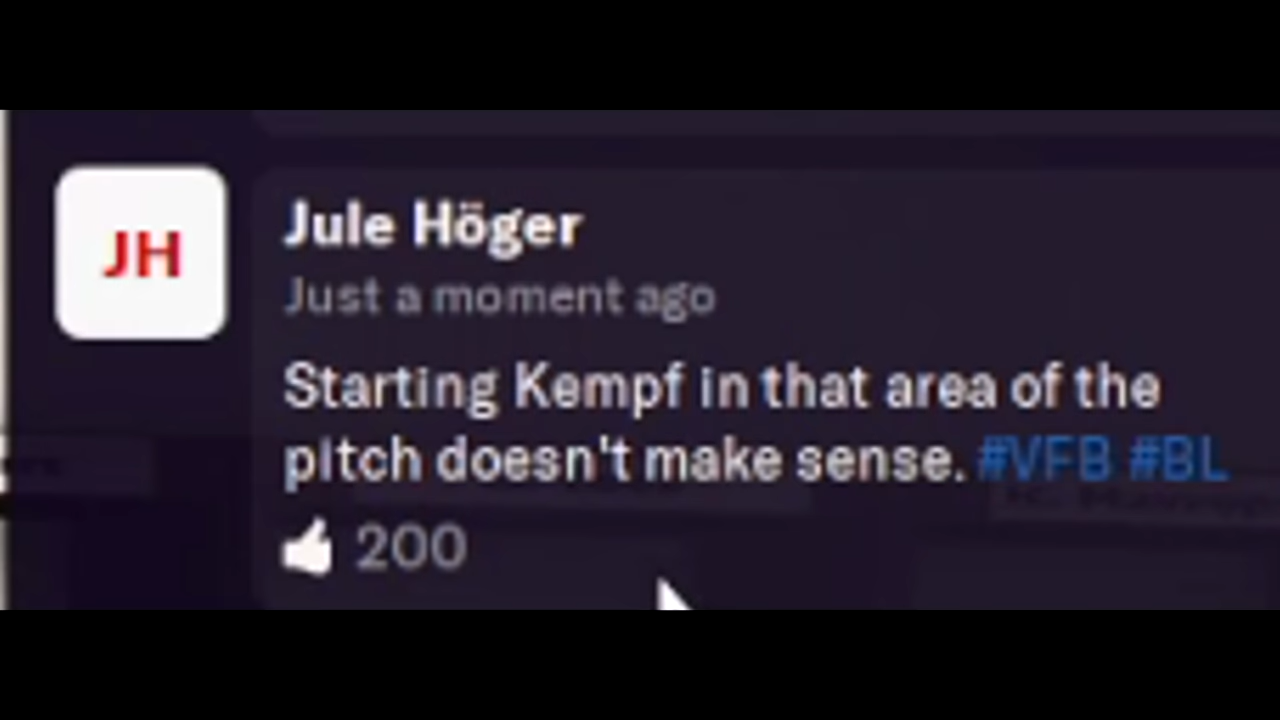 JH
Jule Höger
Just a moment ago
Starting Kempf in that area of the
pitch doesn't make sense. #VFB #BL
200